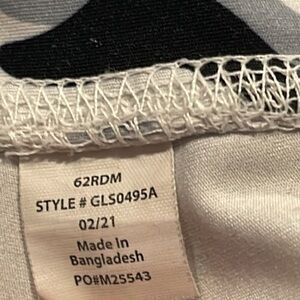 62RDM
STYLE # GLS0495A
02/21
Made In
Bangladesh
PO#M25543